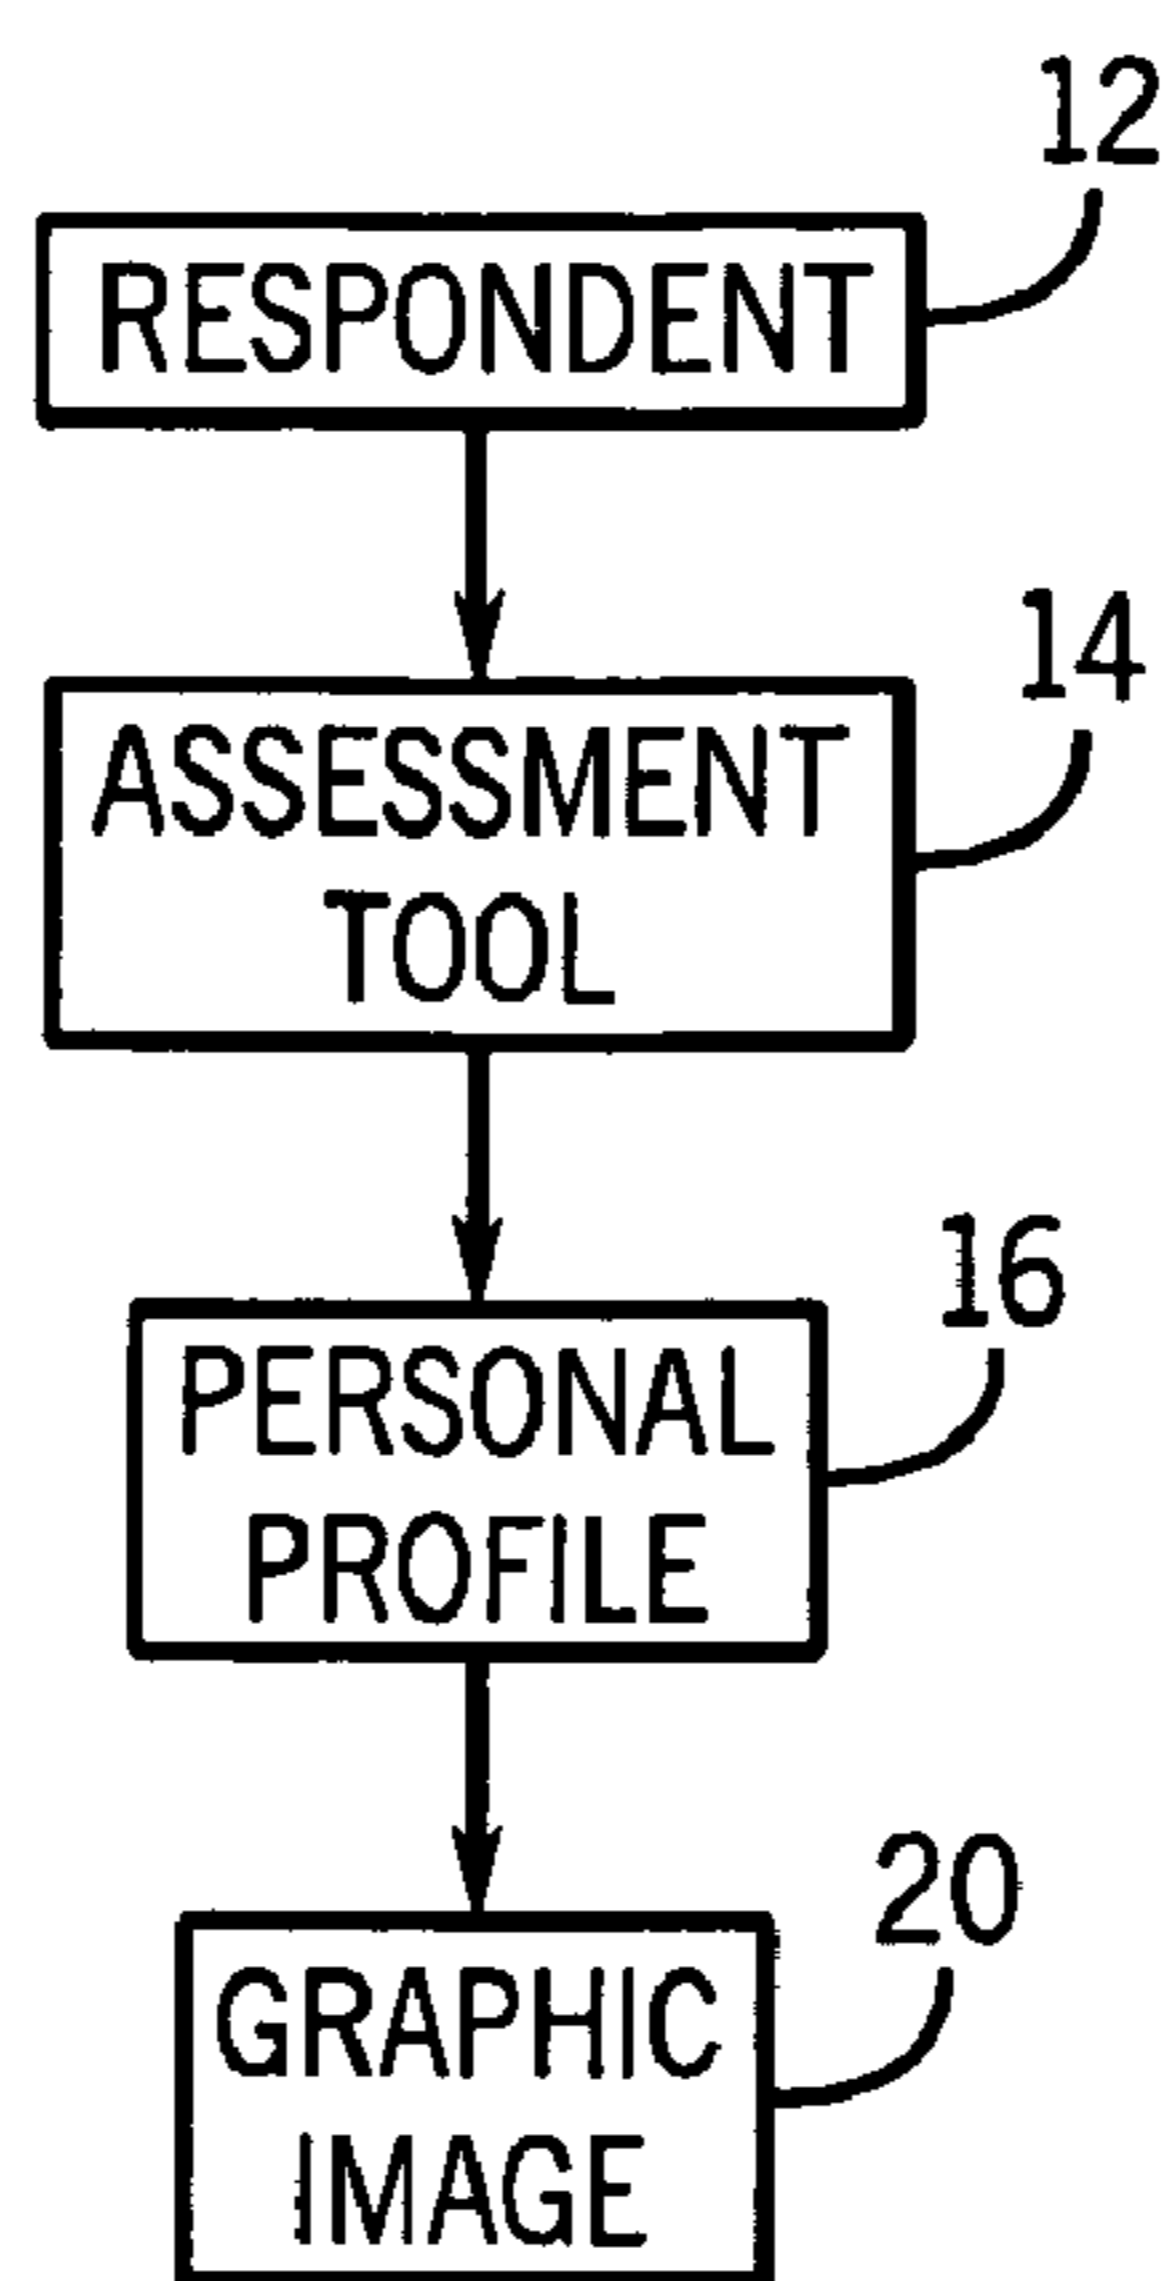 12
RESPONDENT
14
ASSESSMENT
TOOL
16
PERSONAL
PROFILE
20
GRAPHIC
IMAGE